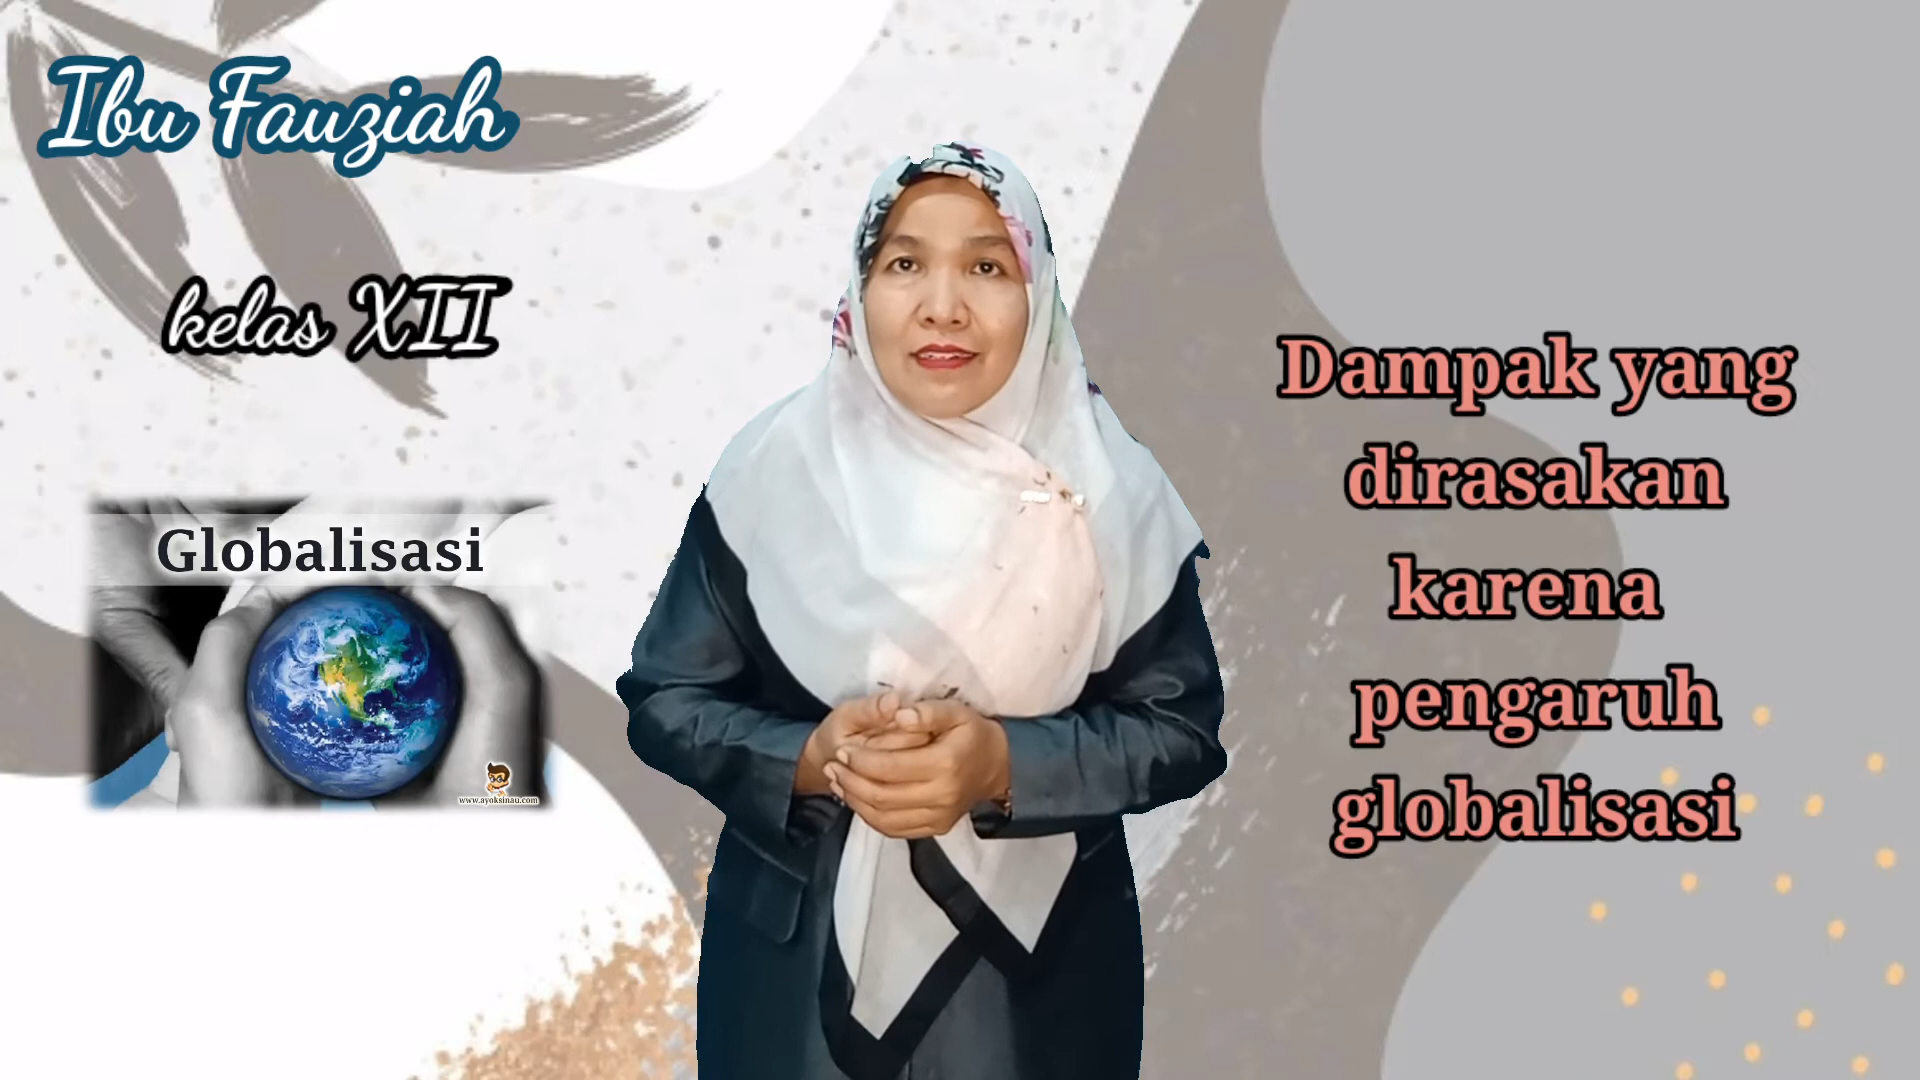 Ibu Fauziah
kelas XII
Globalisasi
www.ayoksinau.com
Dampak yang
dirasakan
karena
pengaruh
globalisasi